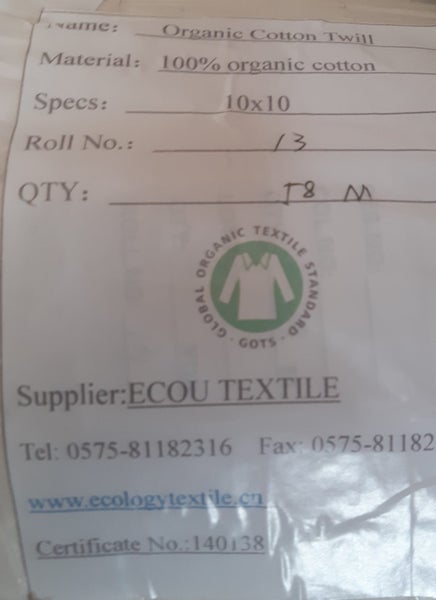 Name: Organic Cotton Twill
Material: 100% organic cotton
Specs: 10x10
Roll No.: 13
QTY: 58 M
GLOBAL ORGANIC TEXTILE STANDARD · GOTS ·
Supplier:ECOU TEXTILE
Tel: 0575-81182316 Fax: 0575-81182
www.ecologytextile.cn
Certificate No.:140138